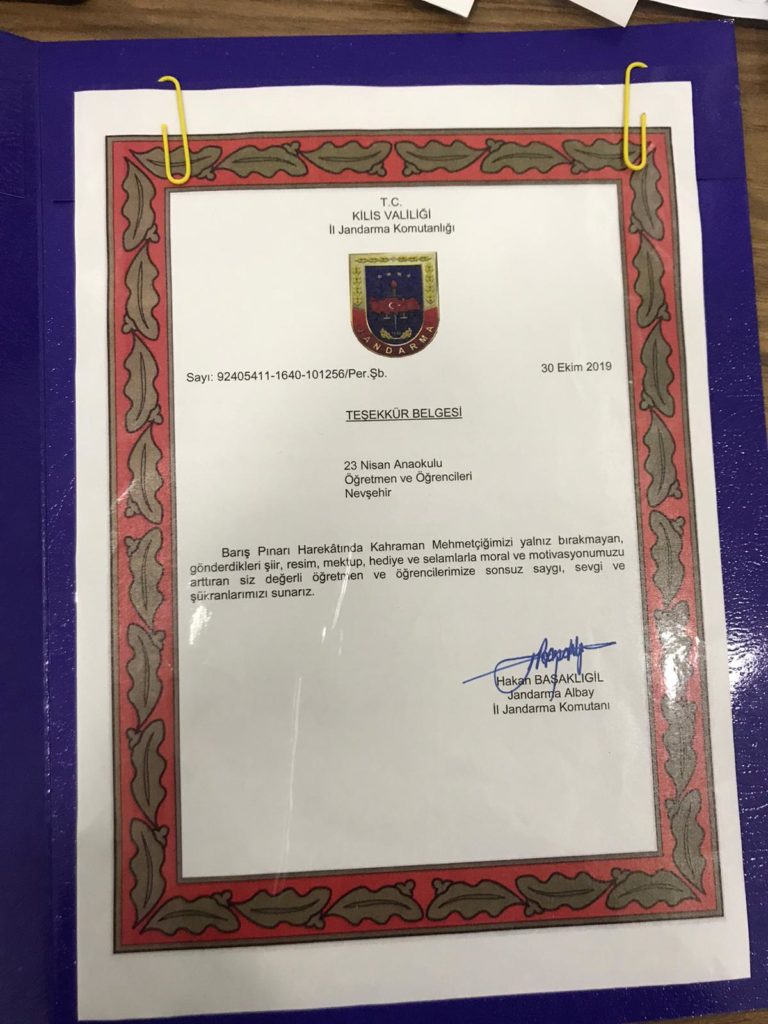 T.C.
KİLİS VALİLİĞİ
İl Jandarma Komutanlığı
JANDARMA
Sayı: 92405411-1640-101256/Per.Şb.
30 Ekim 2019
TEŞEKKÜR BELGESİ
23 Nisan Anaokulu
Öğretmen ve Öğrencileri
Nevşehir
Barış Pınarı Harekâtında Kahraman Mehmetçiğimizi yalnız bırakmayan,
gönderdikleri şiir, resim, mektup, hediye ve selamlarla moral ve motivasyonumuzu
arttıran siz değerli öğretmen ve öğrencilerimize sonsuz saygı, sevgi ve
şükranlarımızı sunarız.
Hakan BAŞAKLIGİL
Jandarma Albay
İl Jandarma Komutanı